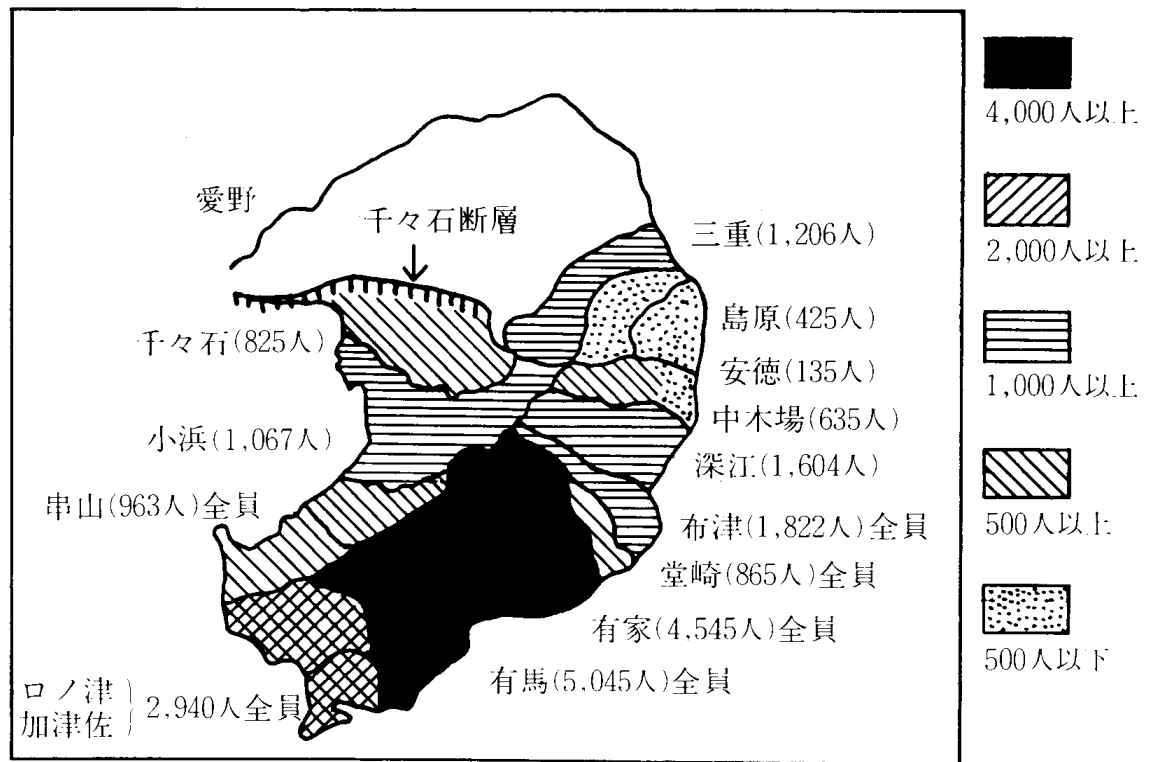 愛野
千々石断層
三重(1,206人)
島原(425人)
千々石(825人)
安徳(135人)
中木場(635人)
小浜(1,067人)
深江(1,604人)
串山(963人)全員
布津(1,822人)全員
堂崎(865人)全員
有家(4,545人)全員
有馬(5,045人)全員
口ノ津
加津佐
2,940人全員
4,000人以上
2,000人以上
1,000人以上
500人以上
500人以下